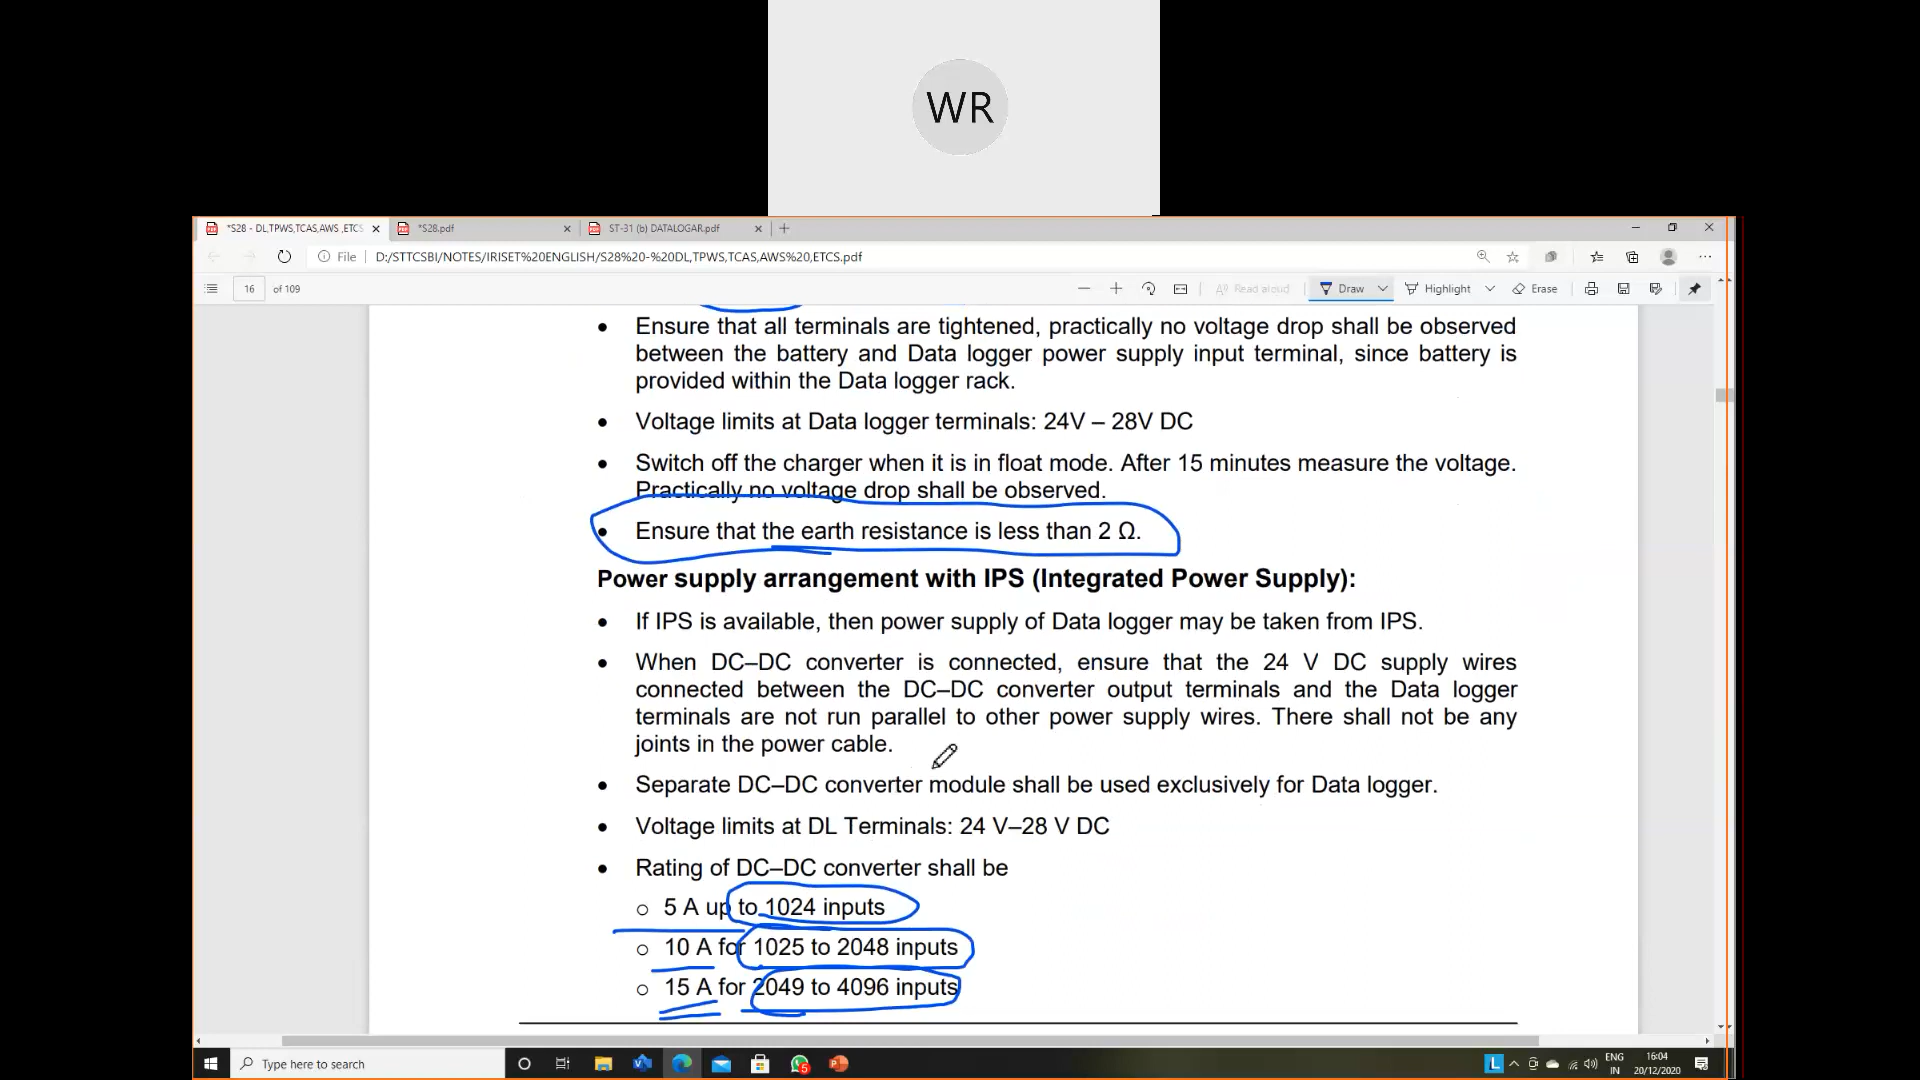 WR
*S28 - DL,TPWS,TCAS,AWS ,ETCS
*S28.pdf
ST-31 (b) DATALOGAR.pdf
File
D:/STTCSBI/NOTES/IRISET%20ENGLISH/S28%20-%20DL,TPWS,TCAS,AWS%20,ETCS.pdf
16 of 109
Read aloud
Draw
Highlight
Erase
• Ensure that all terminals are tightened, practically no voltage drop shall be observed
between the battery and Data logger power supply input terminal, since battery is
provided within the Data logger rack.
• Voltage limits at Data logger terminals: 24V – 28V DC
• Switch off the charger when it is in float mode. After 15 minutes measure the voltage.
Practically no voltage drop shall be observed.
• Ensure that the earth resistance is less than 2 Ω.
Power supply arrangement with IPS (Integrated Power Supply):
• If IPS is available, then power supply of Data logger may be taken from IPS.
• When DC–DC converter is connected, ensure that the 24 V DC supply wires
connected between the DC–DC converter output terminals and the Data logger
terminals are not run parallel to other power supply wires. There shall not be any
joints in the power cable.
• Separate DC–DC converter module shall be used exclusively for Data logger.
• Voltage limits at DL Terminals: 24 V–28 V DC
• Rating of DC–DC converter shall be
o 5 A up to 1024 inputs
o 10 A for 1025 to 2048 inputs
o 15 A for 2049 to 4096 inputs
Type here to search
5
L
ENG
IN
16:04
20/12/2020